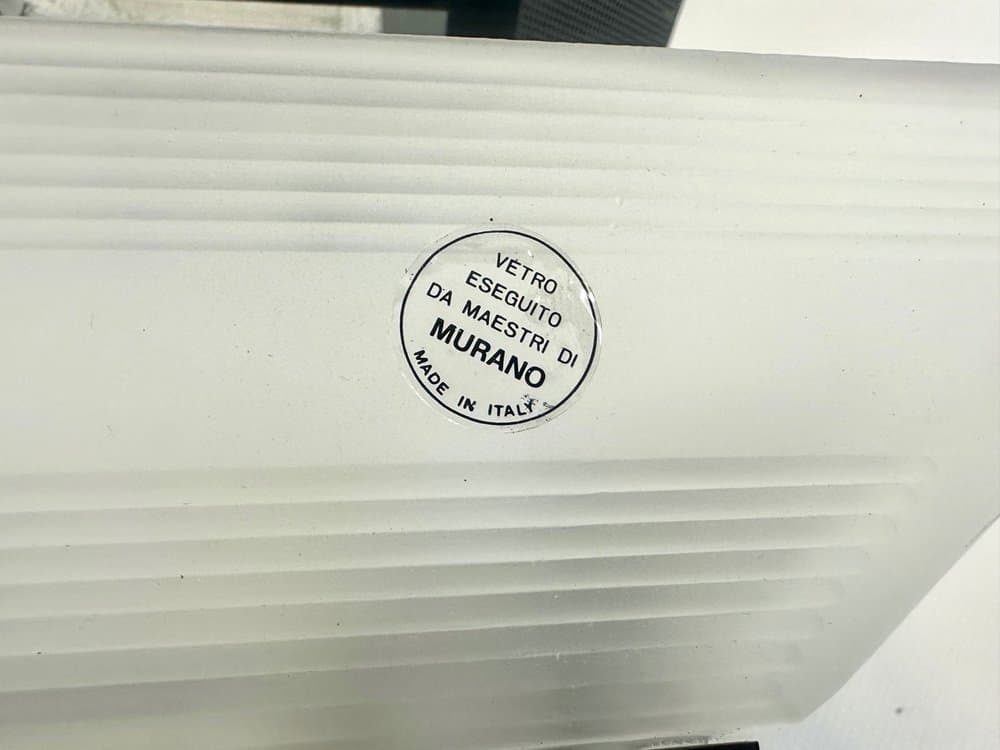 VETRO
ESEGUITO
DA MAESTRI DI
MURANO
MADE IN ITALY